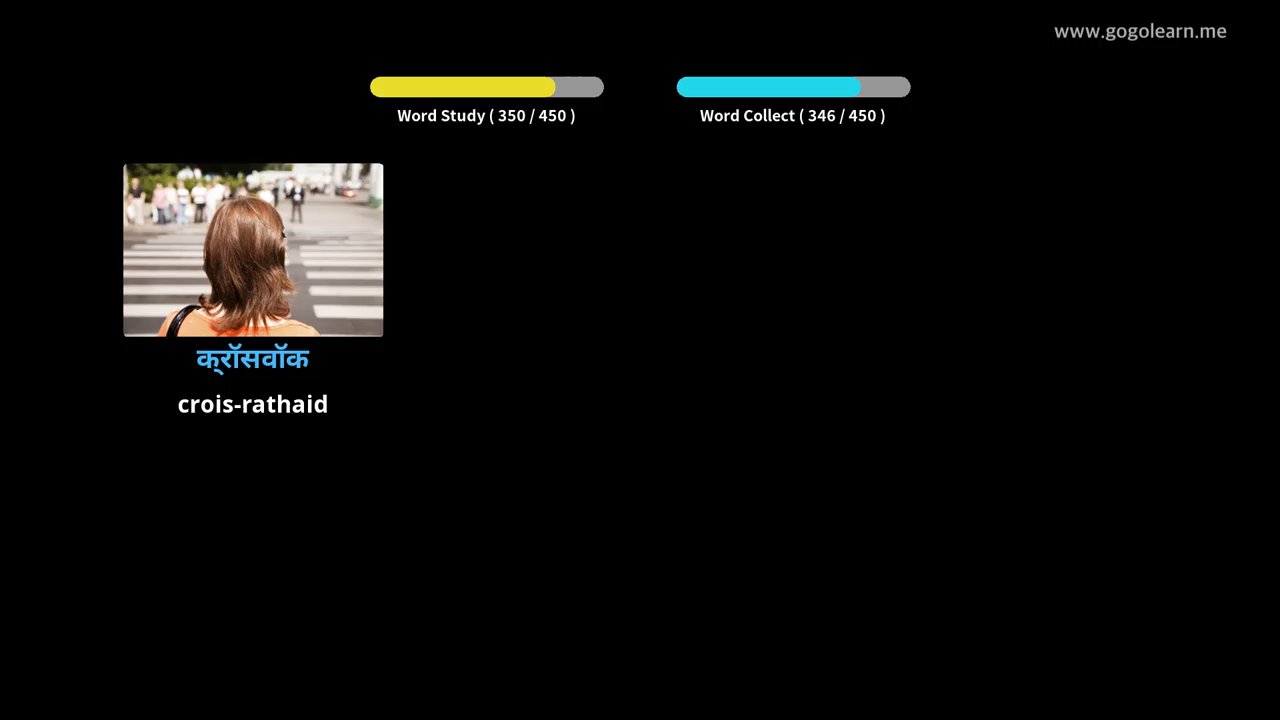 www.gogolearn.me
Word Study ( 350 / 450 )
Word Collect ( 346 / 450 )
क्रॉसवॉक
crois-rathaid